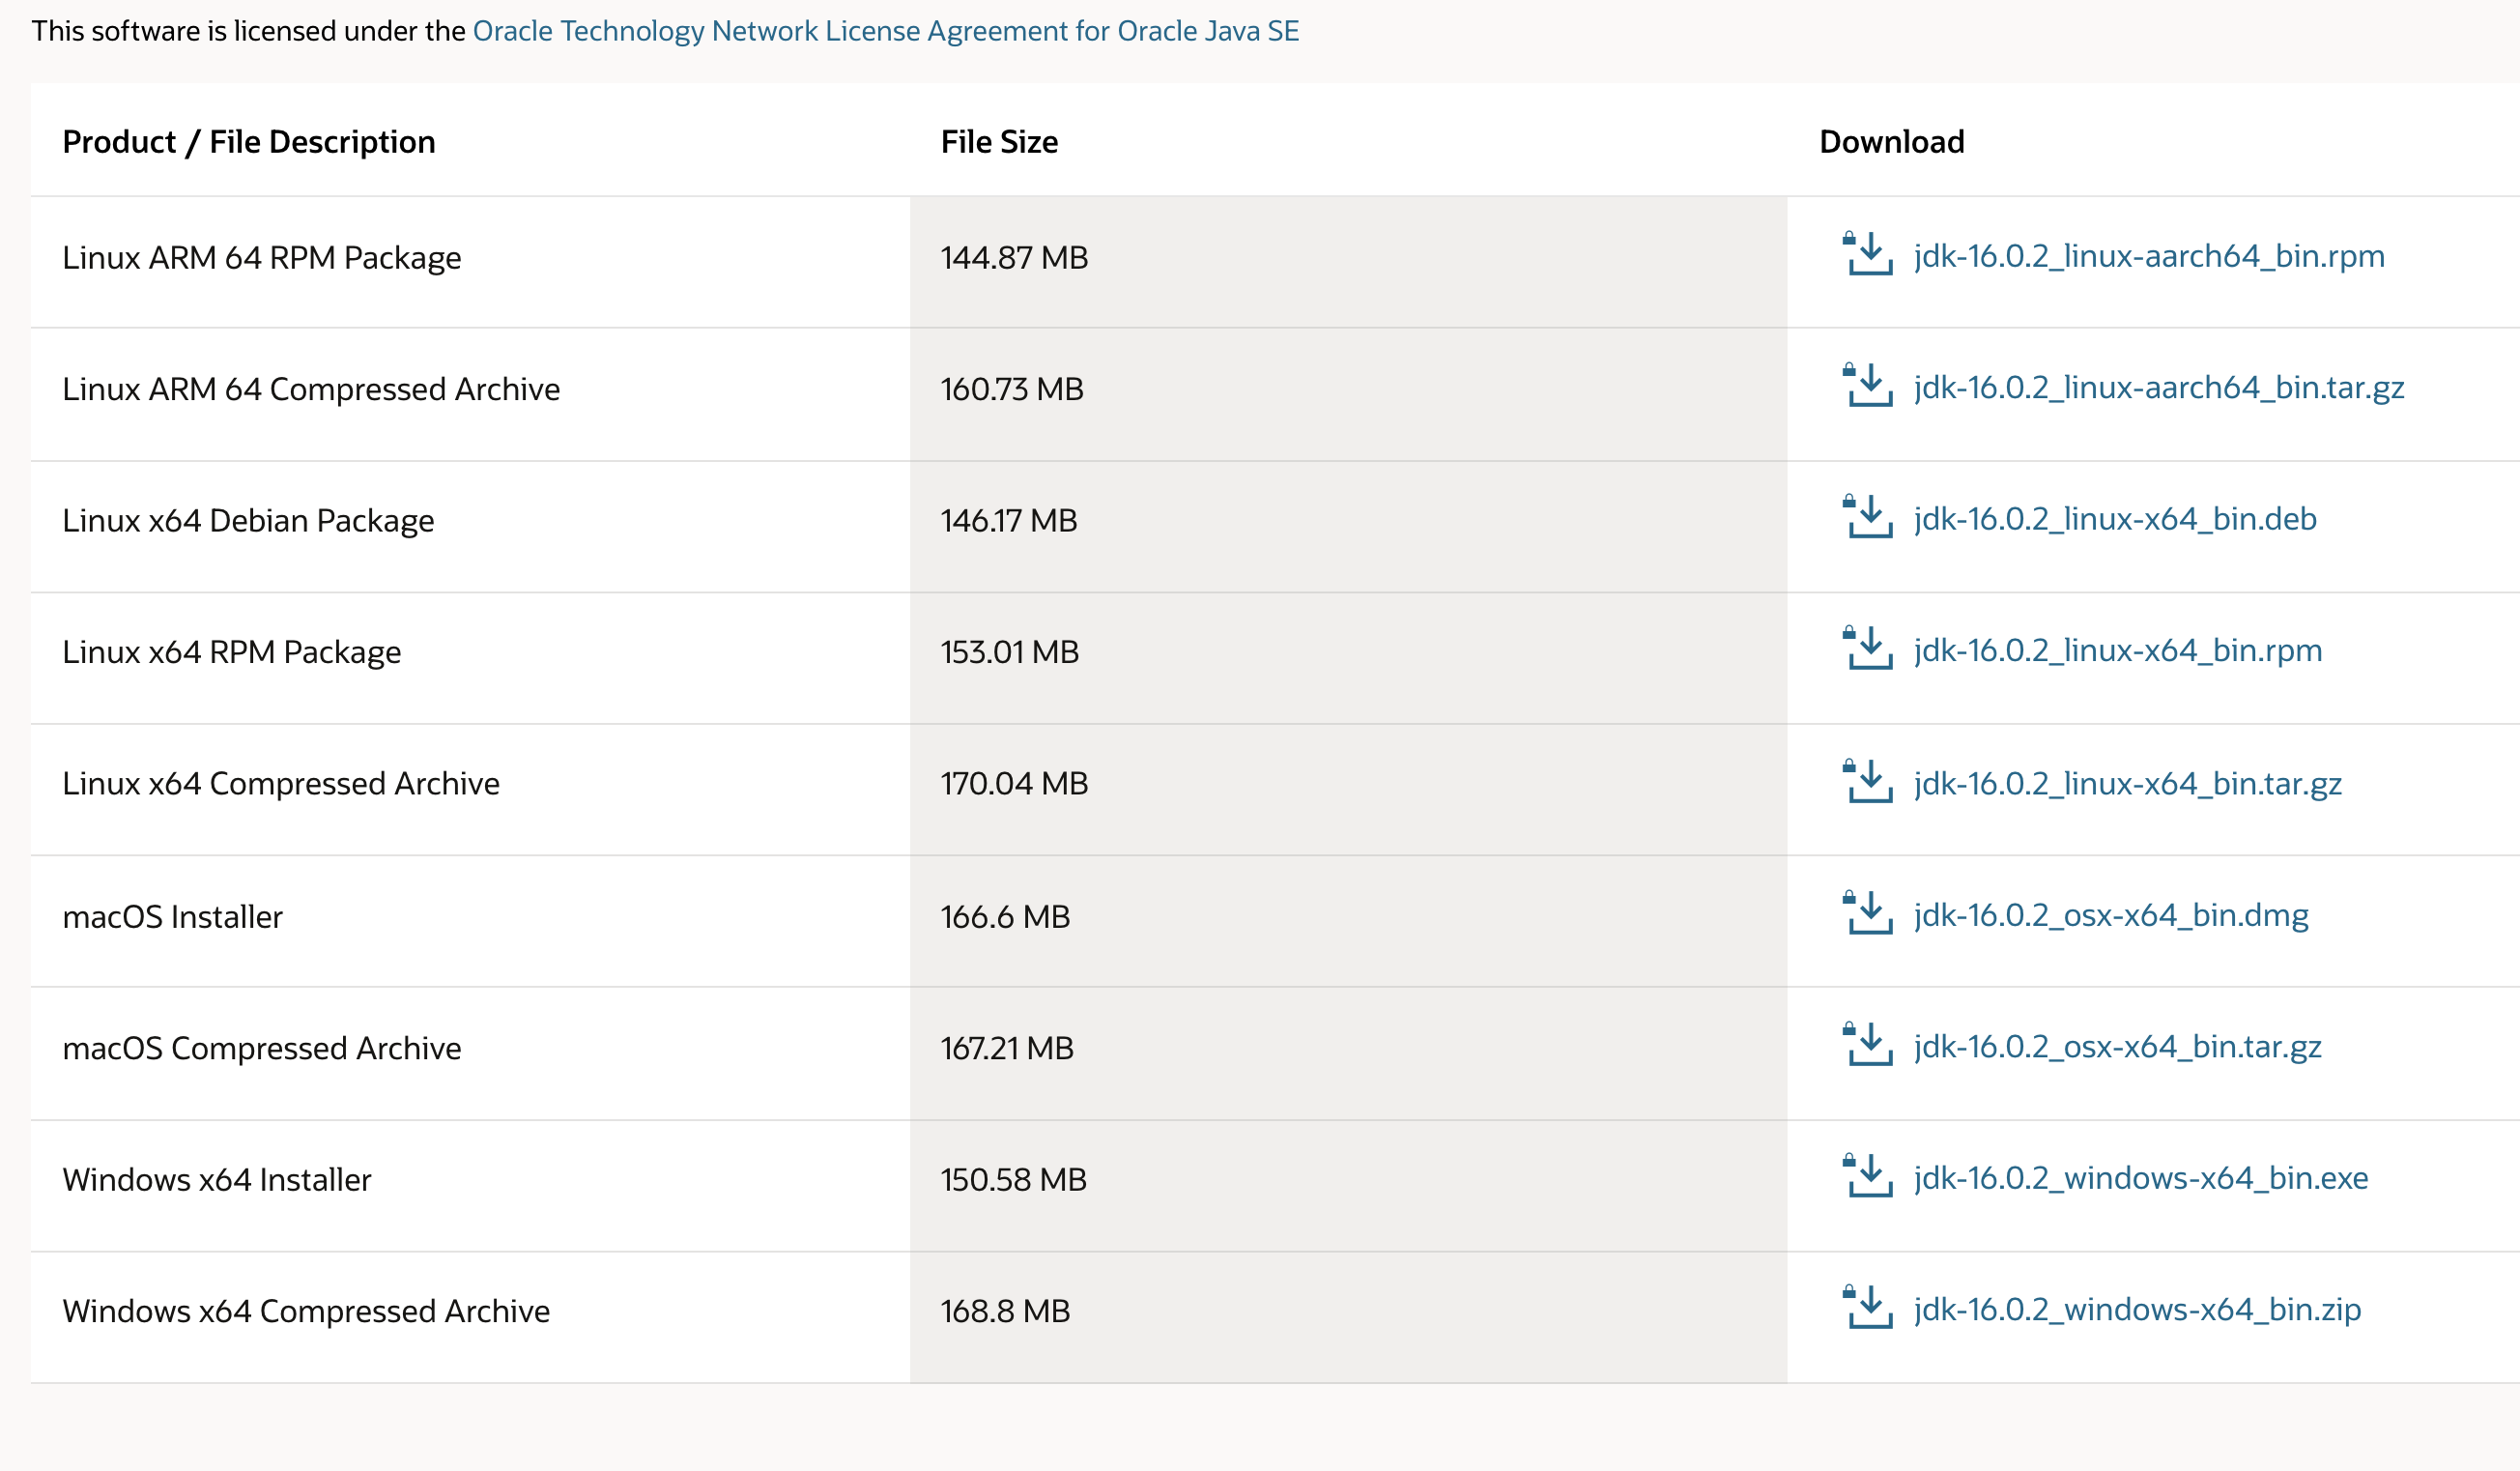 This software is licensed under the Oracle Technology Network License Agreement for Oracle Java SE
Product / File Description File Size Download
Linux ARM 64 RPM Package 144.87 MB jdk-16.0.2_linux-aarch64_bin.rpm
Linux ARM 64 Compressed Archive 160.73 MB jdk-16.0.2_linux-aarch64_bin.tar.gz
Linux x64 Debian Package 146.17 MB jdk-16.0.2_linux-x64_bin.deb
Linux x64 RPM Package 153.01 MB jdk-16.0.2_linux-x64_bin.rpm
Linux x64 Compressed Archive 170.04 MB jdk-16.0.2_linux-x64_bin.tar.gz
macOS Installer 166.6 MB jdk-16.0.2_osx-x64_bin.dmg
macOS Compressed Archive 167.21 MB jdk-16.0.2_osx-x64_bin.tar.gz
Windows x64 Installer 150.58 MB jdk-16.0.2_windows-x64_bin.exe
Windows x64 Compressed Archive 168.8 MB jdk-16.0.2_windows-x64_bin.zip